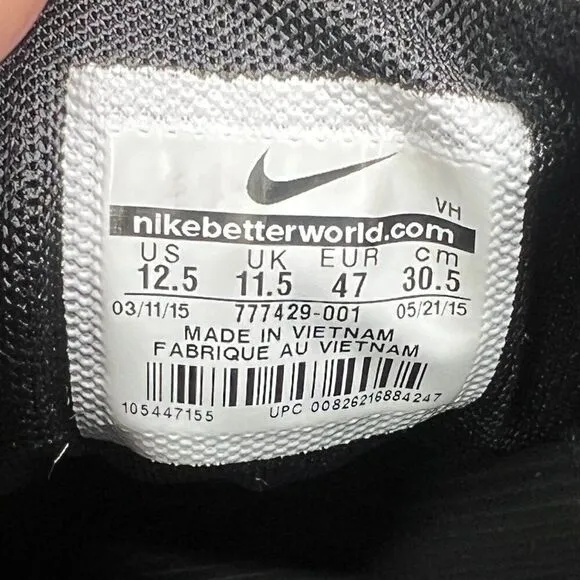 VH
nikebetterworld.com
US UK EUR cm
12.5 11.5 47 30.5
03/11/15 777429-001 05/21/15
MADE IN VIETNAM
FABRIQUE AU VIETNAM
105447155 UPC 00826216884247